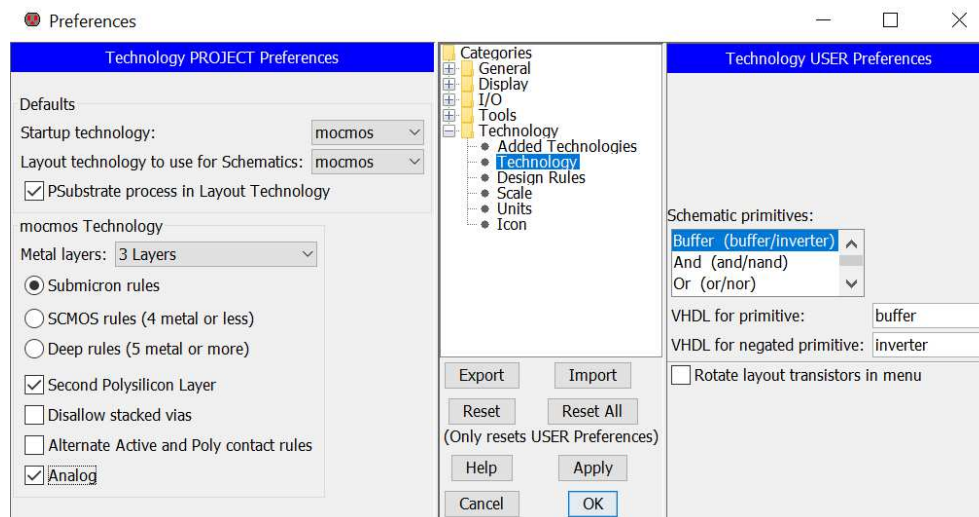 Preferences
Technology PROJECT Preferences
Defaults
Startup technology: mocmos
Layout technology to use for Schematics: mocmos
PSubstrate process in Layout Technology
mocmos Technology
Metal layers: 3 Layers
Submicron rules
SCMOS rules (4 metal or less)
Deep rules (5 metal or more)
Second Polysilicon Layer
Disallow stacked vias
Alternate Active and Poly contact rules
Analog
Categories
General
Display
I/O
Tools
Technology
Added Technologies
Technology
Design Rules
Scale
Units
Icon
Export Import
Reset Reset All
(Only resets USER Preferences)
Help Apply
Cancel OK
Technology USER Preferences
Schematic primitives:
Buffer (buffer/inverter)
And (and/nand)
Or (or/nor)
VHDL for primitive: buffer
VHDL for negated primitive: inverter
Rotate layout transistors in menu